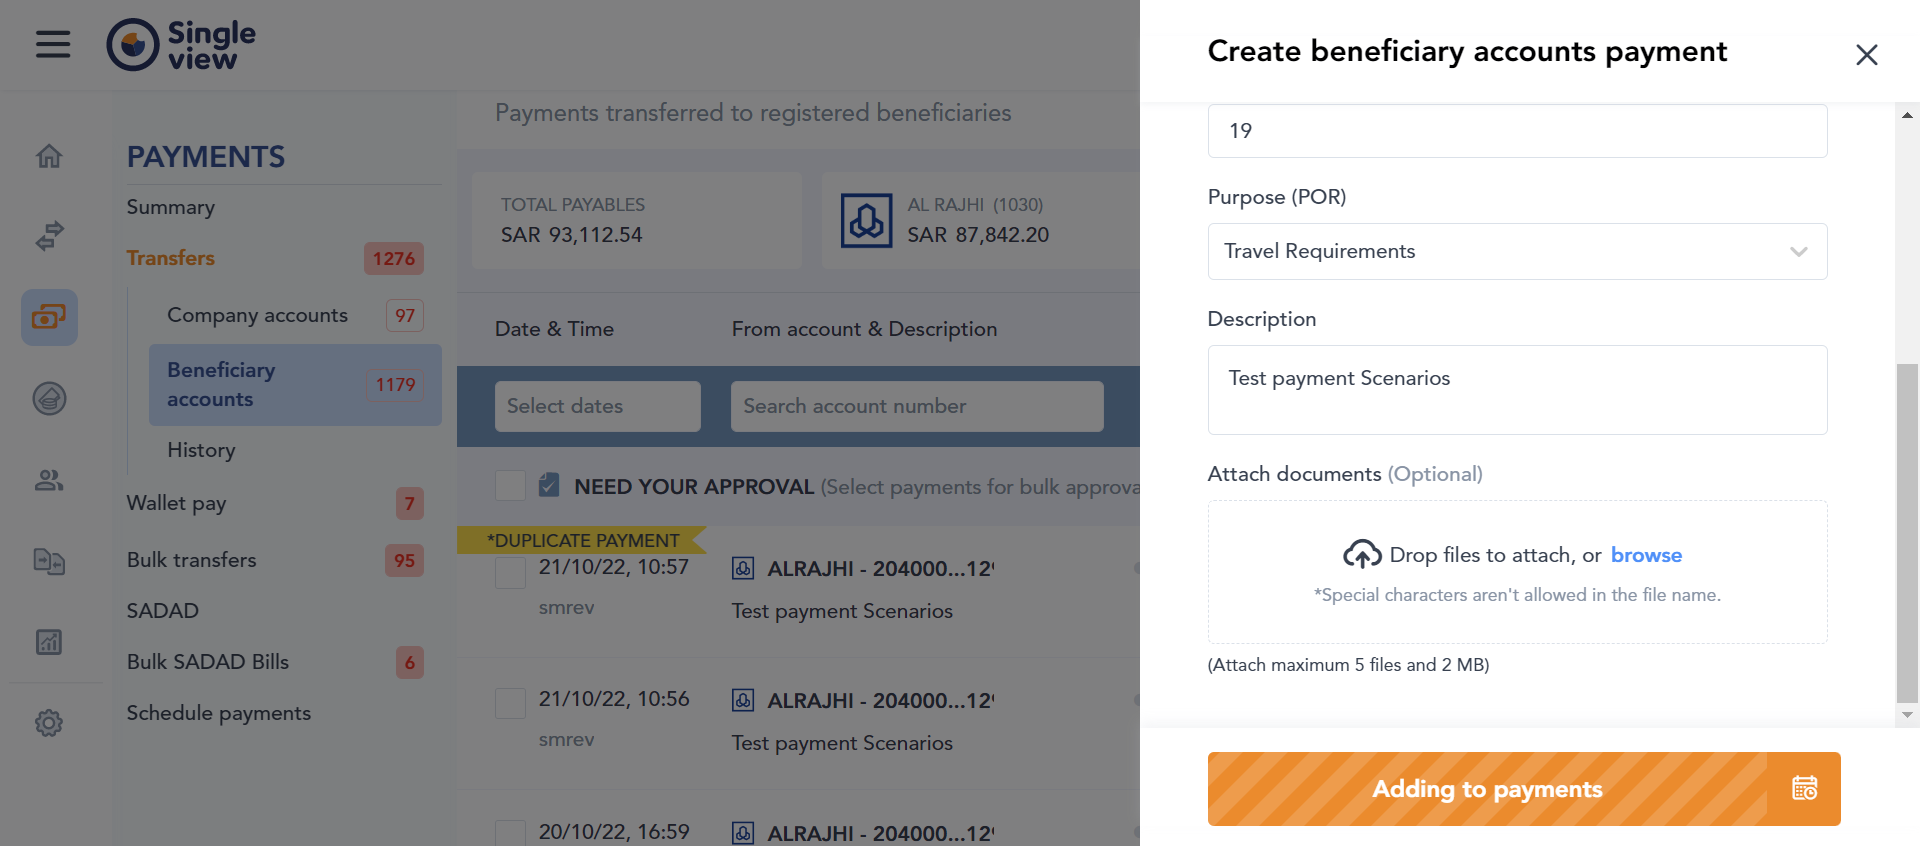 Single
view
PAYMENTS
Summary
Transfers 1276
Company accounts 97
Beneficiary
accounts 1179
History
Wallet pay 7
Bulk transfers 95
SADAD
Bulk SADAD Bills 6
Schedule payments
Payments transferred to registered beneficiaries
TOTAL PAYABLES
SAR 93,112.54
AL RAJHI (1030)
SAR 87,842.20
Date & Time From account & Description
Select dates Search account number
NEED YOUR APPROVAL (Select payments for bulk approva
*DUPLICATE PAYMENT
21/10/22, 10:57 ALRAJHI - 204000...129
smrev Test payment Scenarios
21/10/22, 10:56 ALRAJHI - 204000...129
smrev Test payment Scenarios
20/10/22, 16:59 ALRAJHI - 204000...129
Create beneficiary accounts payment
19
Purpose (POR)
Travel Requirements
Description
Test payment Scenarios
Attach documents (Optional)
Drop files to attach, or browse
*Special characters aren't allowed in the file name.
(Attach maximum 5 files and 2 MB)
Adding to payments